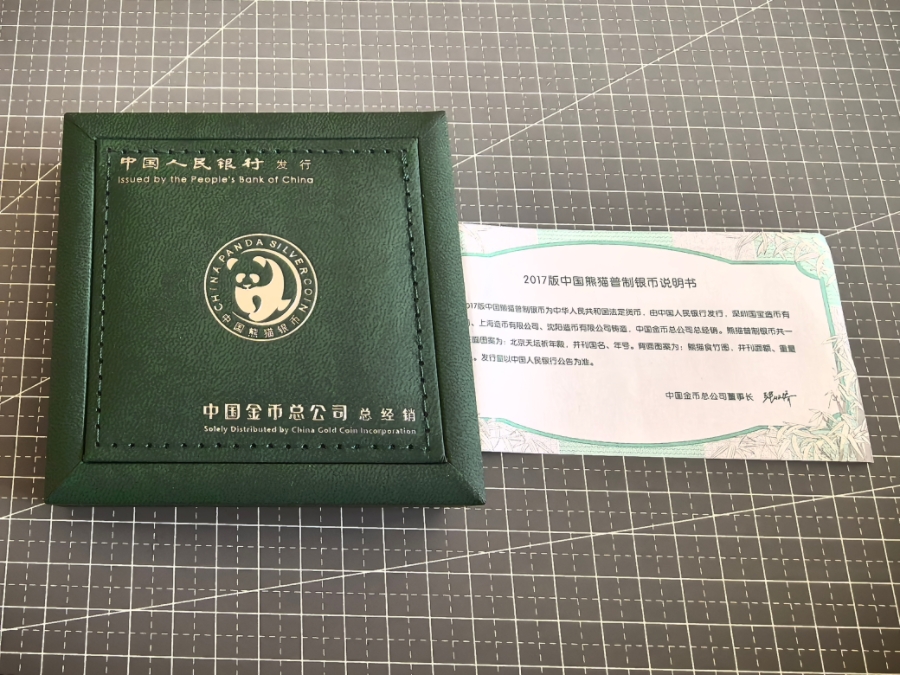 中国人民银行 发行
Issued by the People's Bank of China
CHINA PANDA SILVER COIN
中国熊猫银币
中国金币总公司 总经销
Solely Distributed by China Gold Coin Incorporation
2017版中国熊猫普制银币说明书
017版中国熊猫普制银币为中华人民共和国法定货币，由中国人民银行发行，深圳国宝造币有
、上海造币有限公司、沈阳造币有限公司铸造，中国金币总公司总经销。熊猫普制银币共一
面图案为：北京天坛祈年殿，并刊国名、年号。背面图案为：熊猫食竹图，并刊面额、重量
。发行量以中国人民银行公告为准。
中国金币总公司董事长